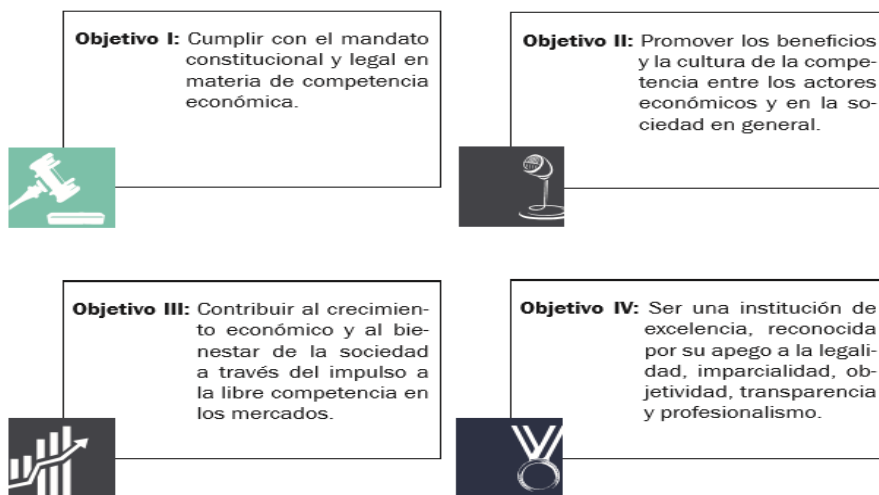 Objetivo I: Cumplir con el mandato
constitucional y legal en
materia de competencia
económica.
Objetivo II: Promover los beneficios
y la cultura de la compe-
tencia entre los actores
económicos y en la so-
ciedad en general.
Objetivo III: Contribuir al crecimien-
to económico y al bie-
nestar de la sociedad
a través del impulso a
la libre competencia en
los mercados.
Objetivo IV: Ser una institución de
excelencia, reconocida
por su apego a la legali-
dad, imparcialidad, ob-
jetividad, transparencia
y profesionalismo.